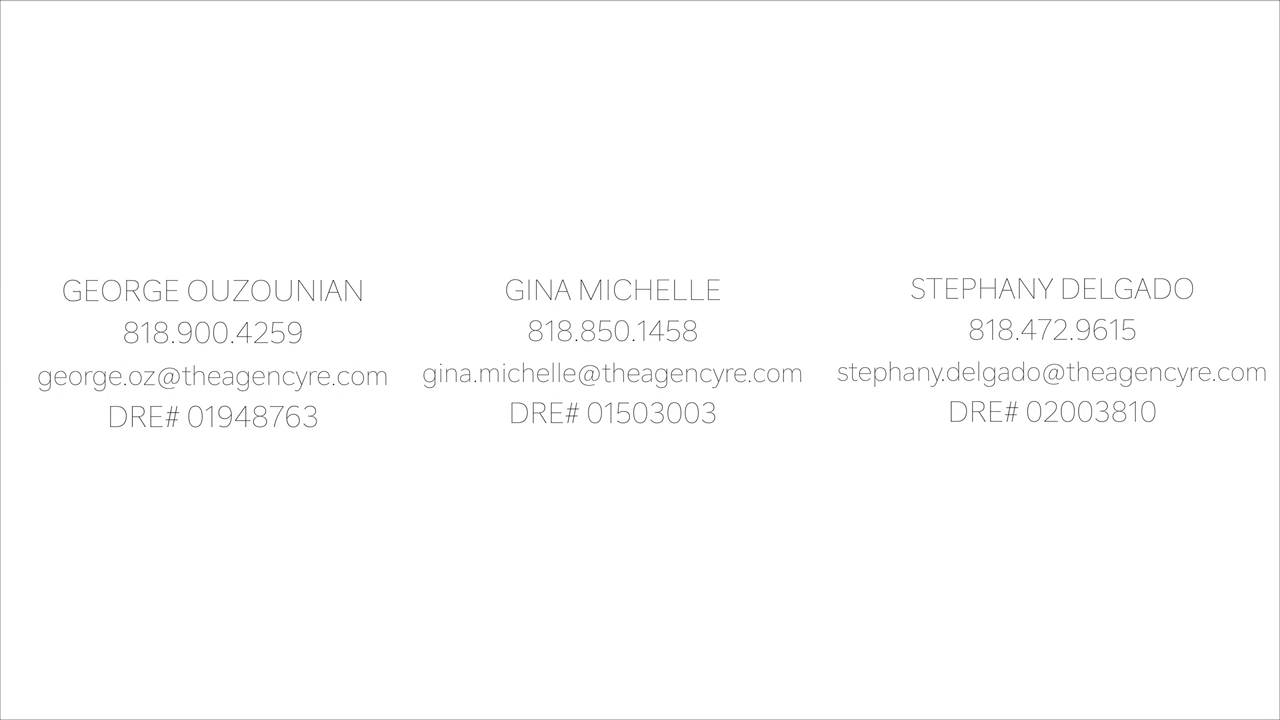 GEORGE OUZOUNIAN
818.900.4259
george.oz@theagencyre.com
DRE# 01948763
GINA MICHELLE
818.850.1458
gina.michelle@theagencyre.com
DRE# 01503003
STEPHANY DELGADO
818.472.9615
stephany.delgado@theagencyre.com
DRE# 02003810